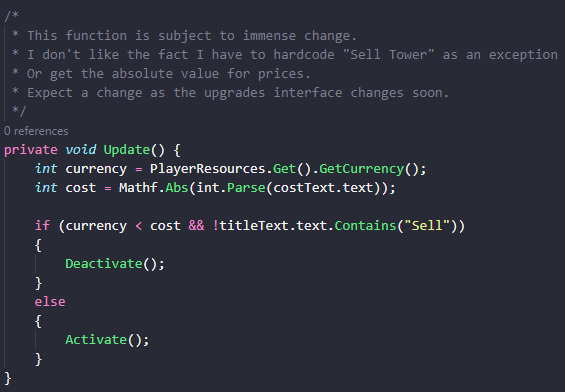 /*
 * This function is subject to immense change.
 * I don't like the fact I have to hardcode "Sell Tower" as an exception
 * Or get the absolute value for prices.
 * Expect a change as the upgrades interface changes soon.
 */
0 references
private void Update() {
    int currency = PlayerResources.Get().GetCurrency();
    int cost = Mathf.Abs(int.Parse(costText.text));

    if (currency < cost && !titleText.text.Contains("Sell"))
    {
        Deactivate();
    }
    else
    {
        Activate();
    }
}